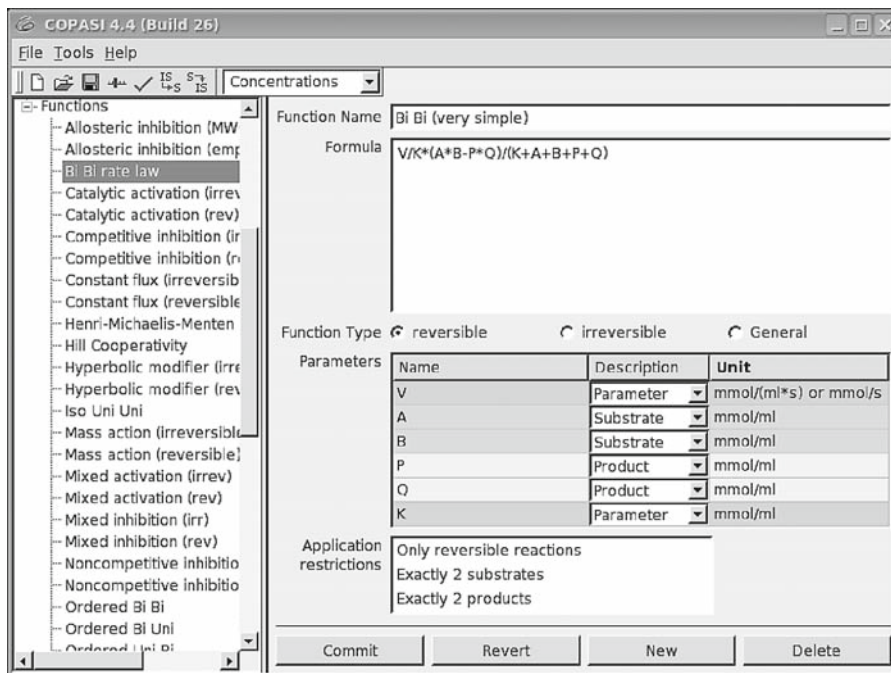 COPASI 4.4 (Build 26)
File Tools Help
IS S
S IS
Concentrations
Functions
Allosteric inhibition (MW
Allosteric inhibition (emp
Bi Bi rate law
Catalytic activation (irrev
Catalytic activation (rev)
Competitive inhibition (ir
Competitive inhibition (r
Constant flux (irreversib
Constant flux (reversible
Henri-Michaelis-Menten
Hill Cooperativity
Hyperbolic modifier (irre
Hyperbolic modifier (rev
Iso Uni Uni
Mass action (irreversible
Mass action (reversible)
Mixed activation (irrev)
Mixed activation (rev)
Mixed inhibition (irr)
Mixed inhibition (rev)
Noncompetitive inhibitio
Noncompetitive inhibitio
Ordered Bi Bi
Ordered Bi Uni
Ordered Uni Bi
Function Name Bi Bi (very simple)
Formula V/K*(A*B-P*Q)/(K+A+B+P+Q)
Function Type reversible irreversible General
Parameters Name Description Unit
V Parameter mmol/(ml*s) or mmol/s
A Substrate mmol/ml
B Substrate mmol/ml
P Product mmol/ml
Q Product mmol/ml
K Parameter mmol/ml
Application restrictions
Only reversible reactions
Exactly 2 substrates
Exactly 2 products
Commit Revert New Delete